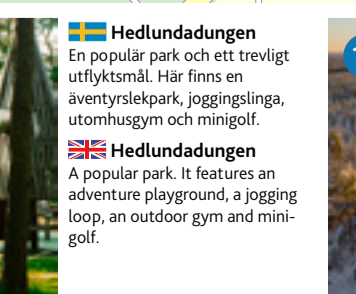 Hedlundadungen
En populär park och ett trevligt
utflyktsmål. Här finns en
äventyrslekpark, joggingslinga,
utomhusgym och minigolf.
Hedlundadungen
A popular park. It features an
adventure playground, a jogging
loop, an outdoor gym and mini-
golf.